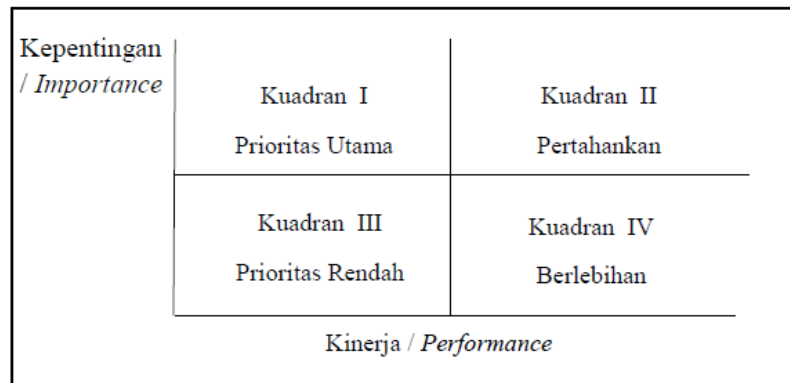 Kepentingan
/ Importance
Kuadran I
Prioritas Utama
Kuadran II
Pertahankan
Kuadran III
Prioritas Rendah
Kuadran IV
Berlebihan
Kinerja / Performance